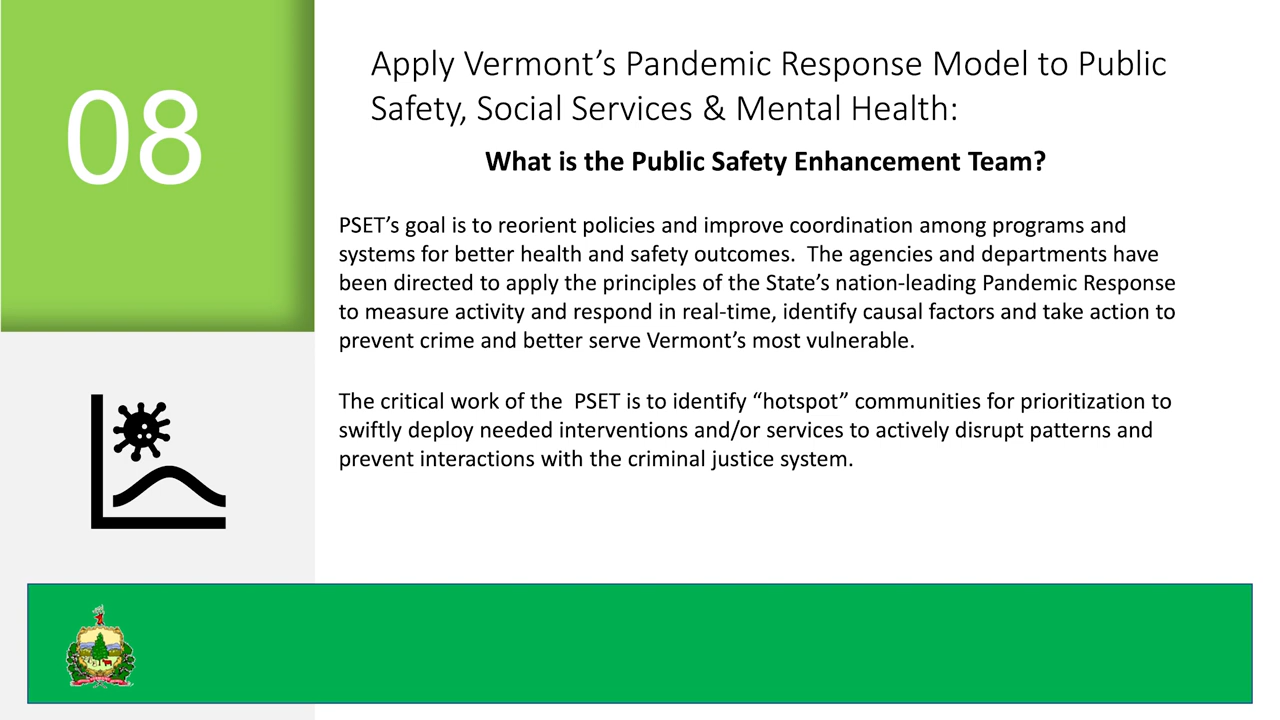 08
Apply Vermont’s Pandemic Response Model to Public
Safety, Social Services & Mental Health:
What is the Public Safety Enhancement Team?
PSET’s goal is to reorient policies and improve coordination among programs and
systems for better health and safety outcomes.  The agencies and departments have
been directed to apply the principles of the State’s nation-leading Pandemic Response
to measure activity and respond in real-time, identify causal factors and take action to
prevent crime and better serve Vermont’s most vulnerable.
The critical work of the  PSET is to identify “hotspot” communities for prioritization to
swiftly deploy needed interventions and/or services to actively disrupt patterns and
prevent interactions with the criminal justice system.